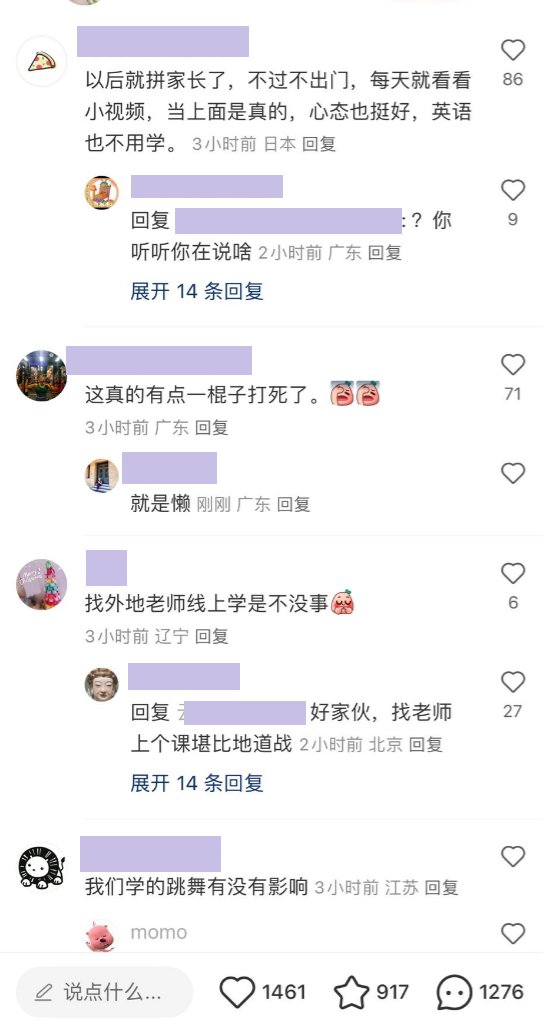 86
以后就拼家长了，不过不出门，每天就看看
小视频，当上面是真的，心态也挺好，英语
也不用学。 3小时前 日本 回复
回复 : ？你
9
听听你在说啥 2小时前 广东 回复
展开 14 条回复
这真的有点一棍子打死了。
71
3小时前 广东 回复
就是懒 刚刚 广东 回复
找外地老师线上学是不没事
6
3小时前 辽宁 回复
回复 好家伙，找老师
27
上个课堪比地道战 2小时前 北京 回复
展开 14 条回复
我们学的跳舞有没有影响 3小时前 江苏 回复
momo
说点什么... 1461 917 1276